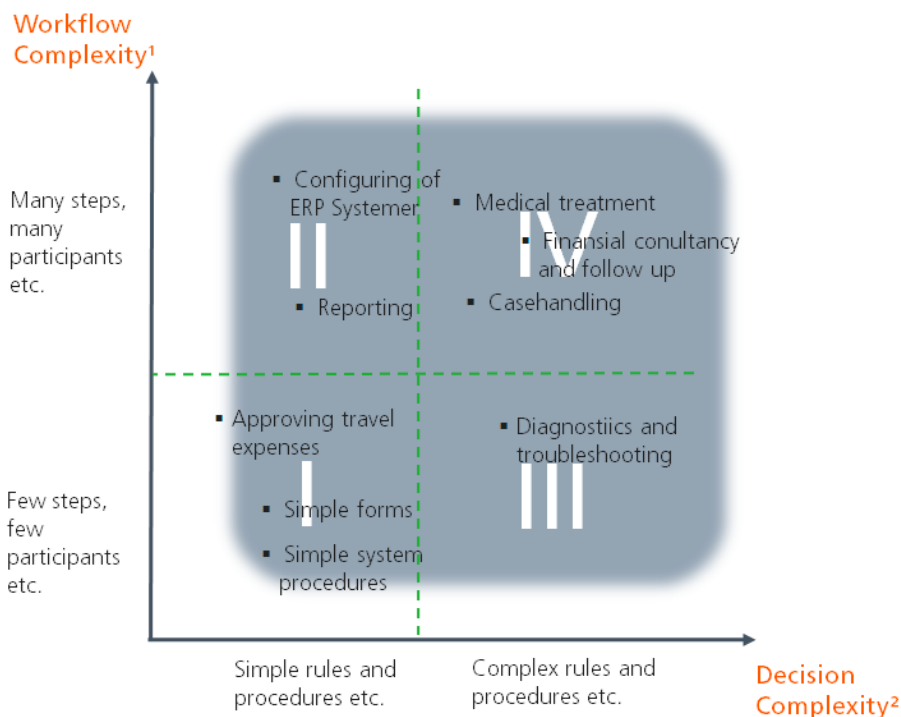 Workflow
Complexity¹
Many steps,
many
participants
etc.
▪ Configuring of
ERP Systemer
II
▪ Reporting
▪ Medical treatment
IV
▪ Finansial conultancy
and follow up
▪ Casehandling
Few steps,
few
participants
etc.
▪ Approving travel
expenses
I
▪ Simple forms
▪ Simple system
procedures
▪ Diagnostiics and
troubleshooting
III
Simple rules and
procedures etc.
Complex rules and
procedures etc.
Decision
Complexity²